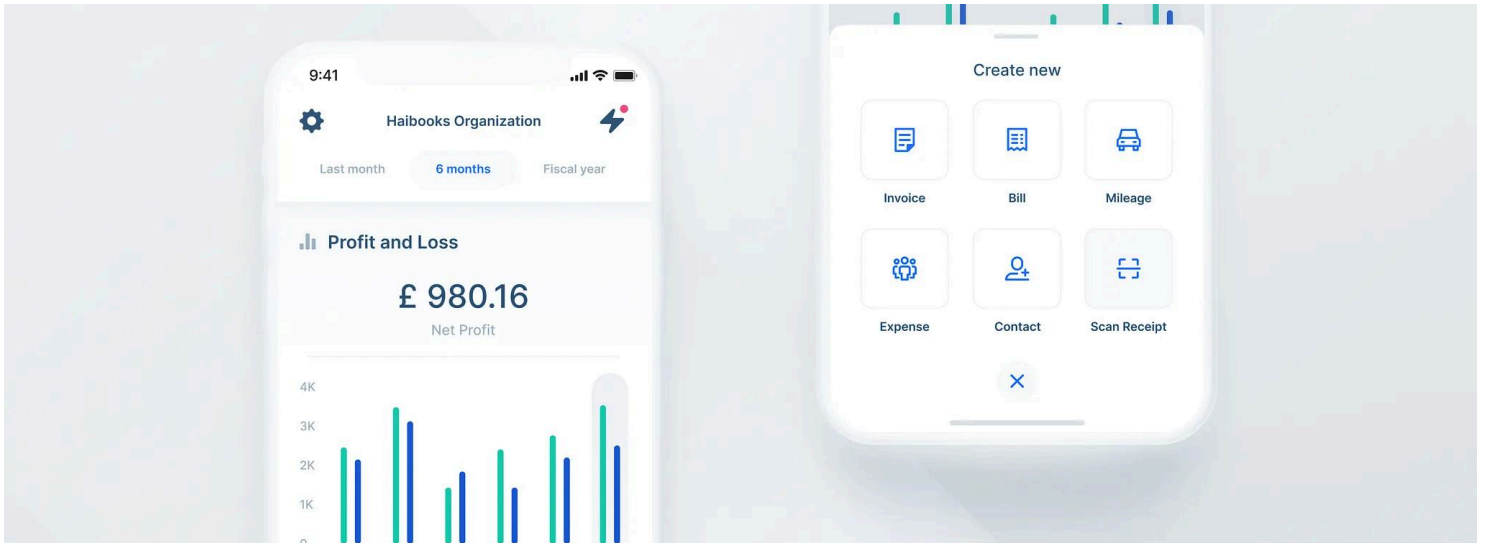 9:41
Haibooks Organization
Last month 6 months Fiscal year
Profit and Loss
£ 980.16
Net Profit
4K
3K
2K
1K
0
Create new
Invoice Bill Mileage
Expense Contact Scan Receipt